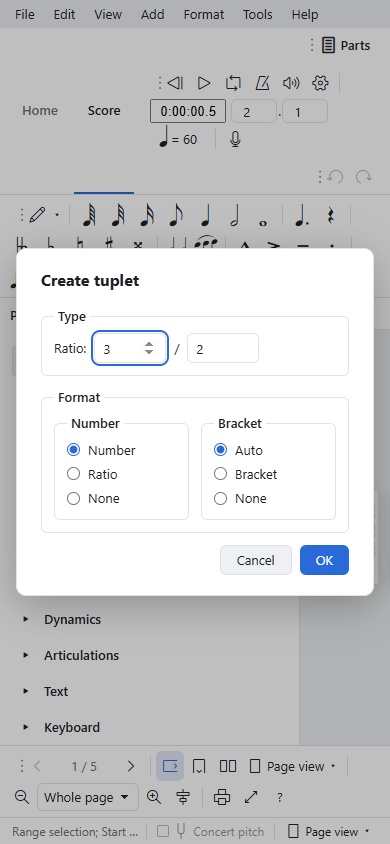 File Edit View Add Format Tools Help
Parts
Home Score 0:00:00.5 2 . 1
= 60
Create tuplet
Type
Ratio: 3 / 2
Format
Number Bracket
Number Auto
Ratio Bracket
None None
Cancel OK
Dynamics
Articulations
Text
Keyboard
1 / 5 Page view
Whole page ?
Range selection; Start ... Concert pitch Page view